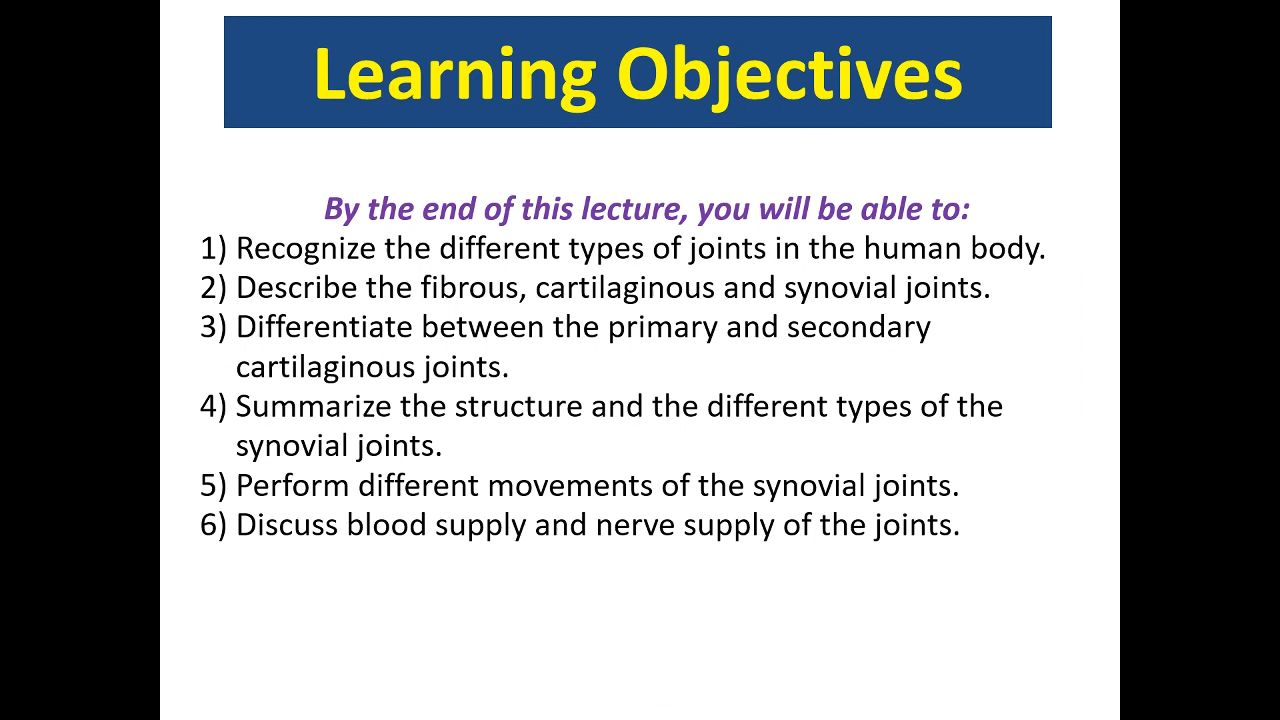 Learning Objectives
By the end of this lecture, you will be able to:
1) Recognize the different types of joints in the human body.
2) Describe the fibrous, cartilaginous and synovial joints.
3) Differentiate between the primary and secondary
cartilaginous joints.
4) Summarize the structure and the different types of the
synovial joints.
5) Perform different movements of the synovial joints.
6) Discuss blood supply and nerve supply of the joints.